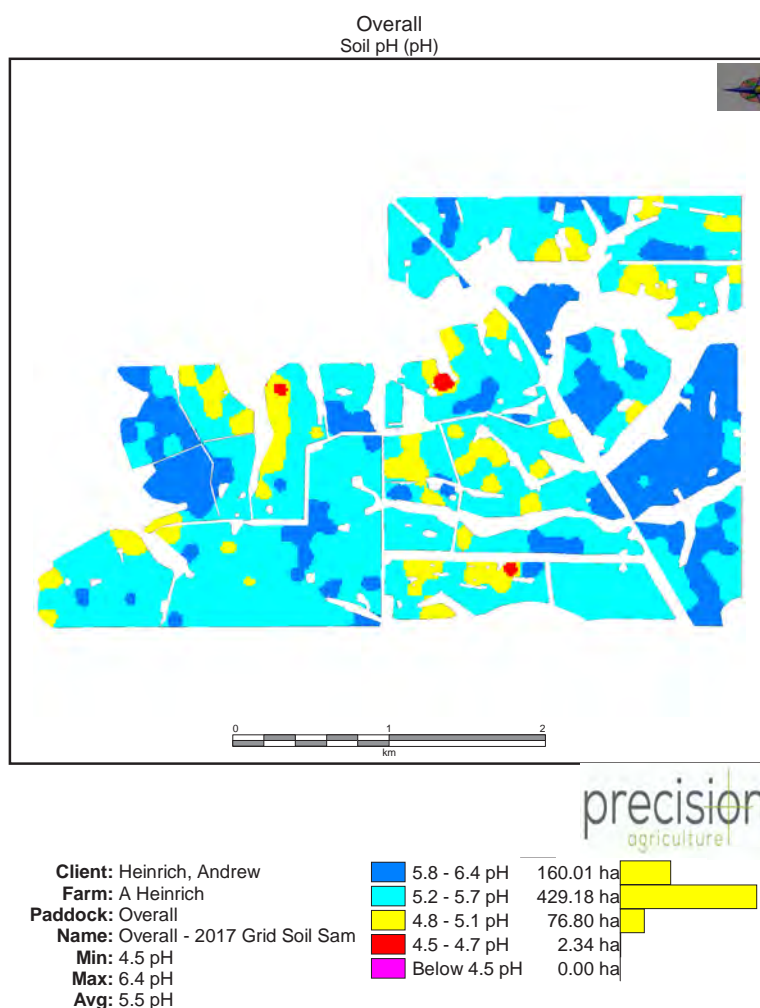 Overall
Soil pH (pH)
0 1 2
km
precision
agriculture
Client: Heinrich, Andrew
Farm: A Heinrich
Paddock: Overall
Name: Overall - 2017 Grid Soil Sam
Min: 4.5 pH
Max: 6.4 pH
Avg: 5.5 pH
5.8 - 6.4 pH 160.01 ha
5.2 - 5.7 pH 429.18 ha
4.8 - 5.1 pH 76.80 ha
4.5 - 4.7 pH 2.34 ha
Below 4.5 pH 0.00 ha